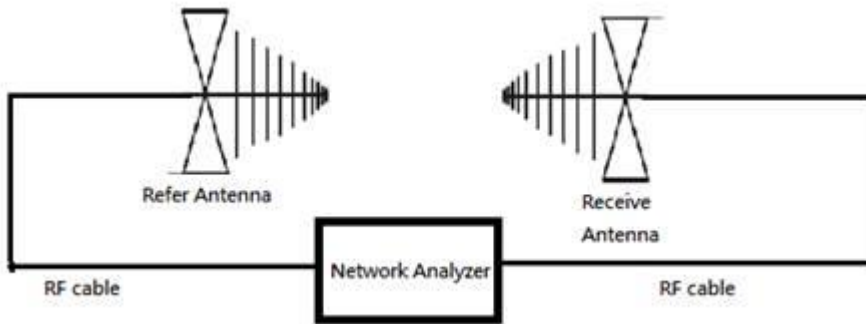 Refer Antenna
Receive
Antenna
Network Analyzer
RF cable
RF cable